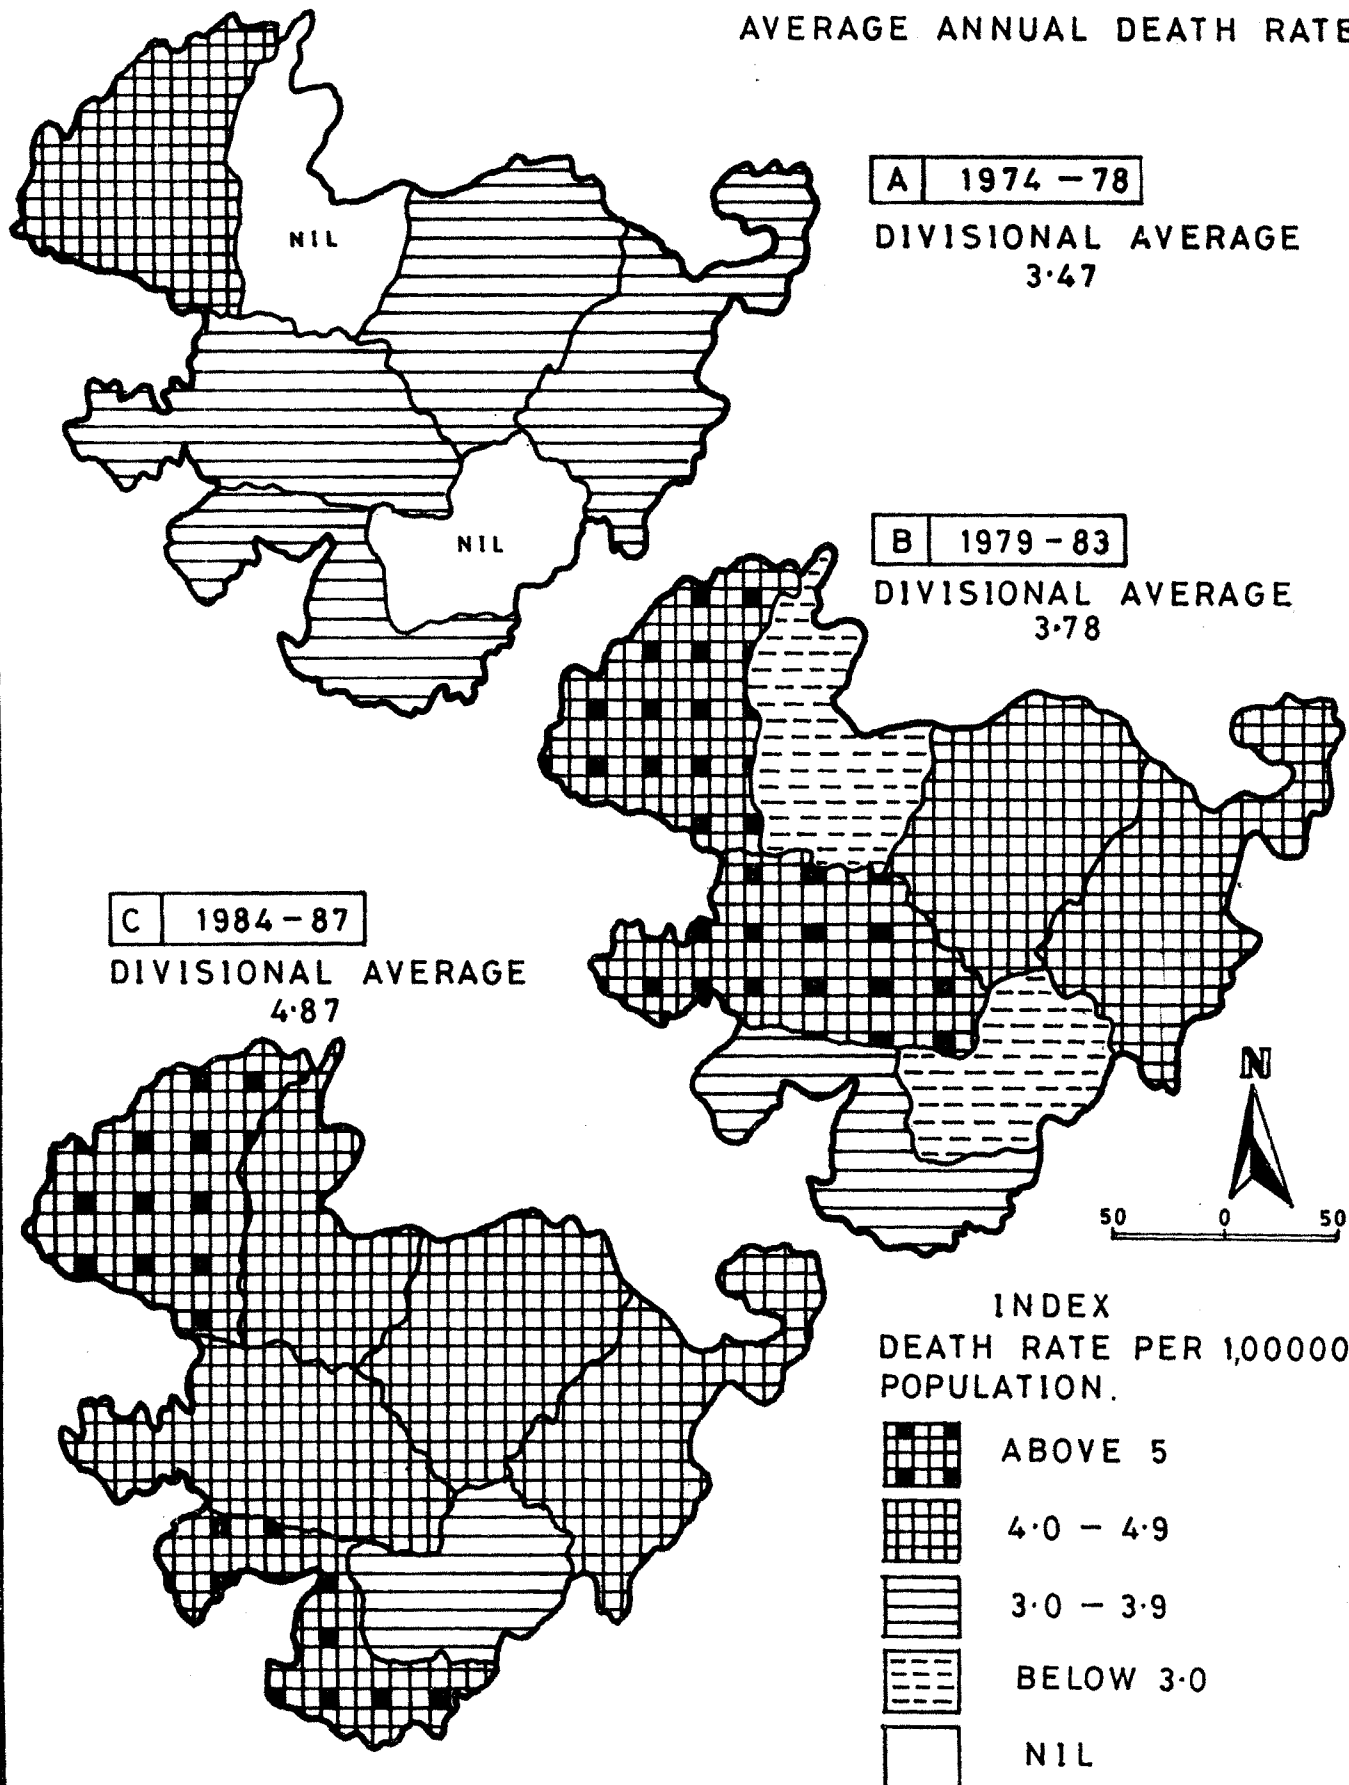 AVERAGE ANNUAL DEATH RATE
A 1974 - 78
DIVISIONAL AVERAGE
3·47
NIL
NIL
B 1979 - 83
DIVISIONAL AVERAGE
3·78
C 1984 - 87
DIVISIONAL AVERAGE
4·87
N
50 0 50
INDEX
DEATH RATE PER 1,00000
POPULATION.
ABOVE 5
4·0 - 4·9
3·0 - 3·9
BELOW 3·0
NIL